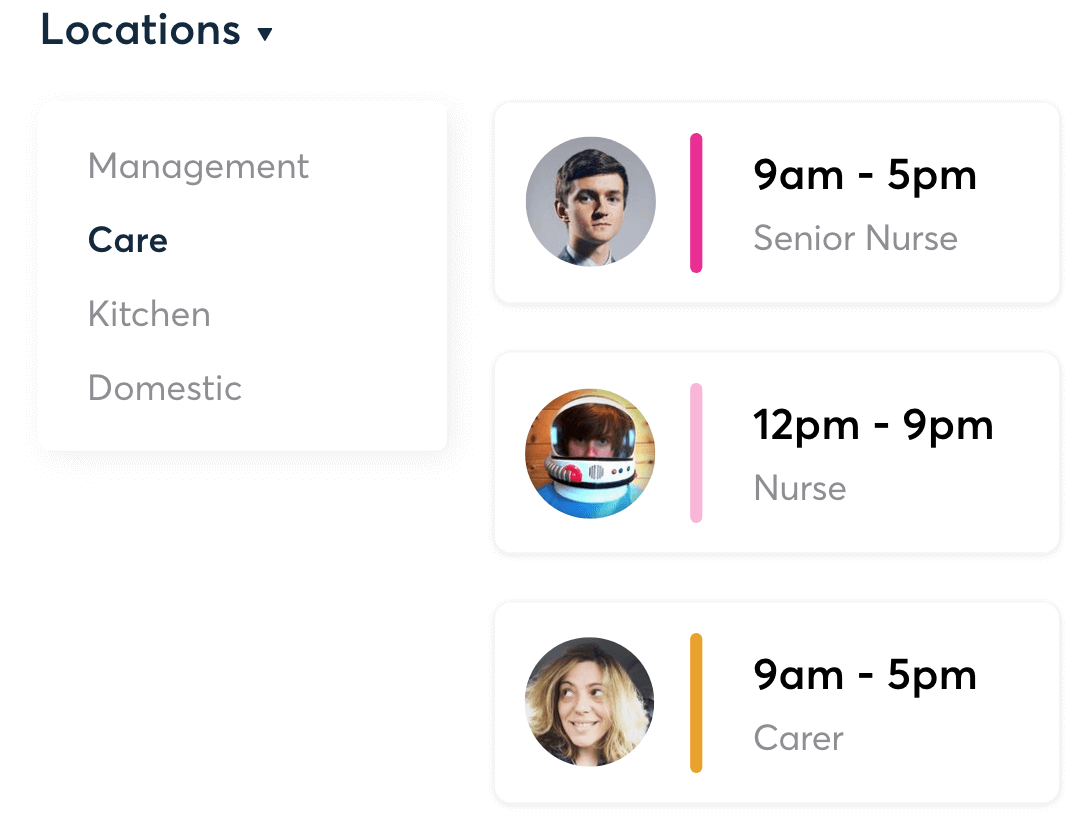 Locations
Management
Care
Kitchen
Domestic
9am - 5pm
Senior Nurse
12pm - 9pm
Nurse
9am - 5pm
Carer